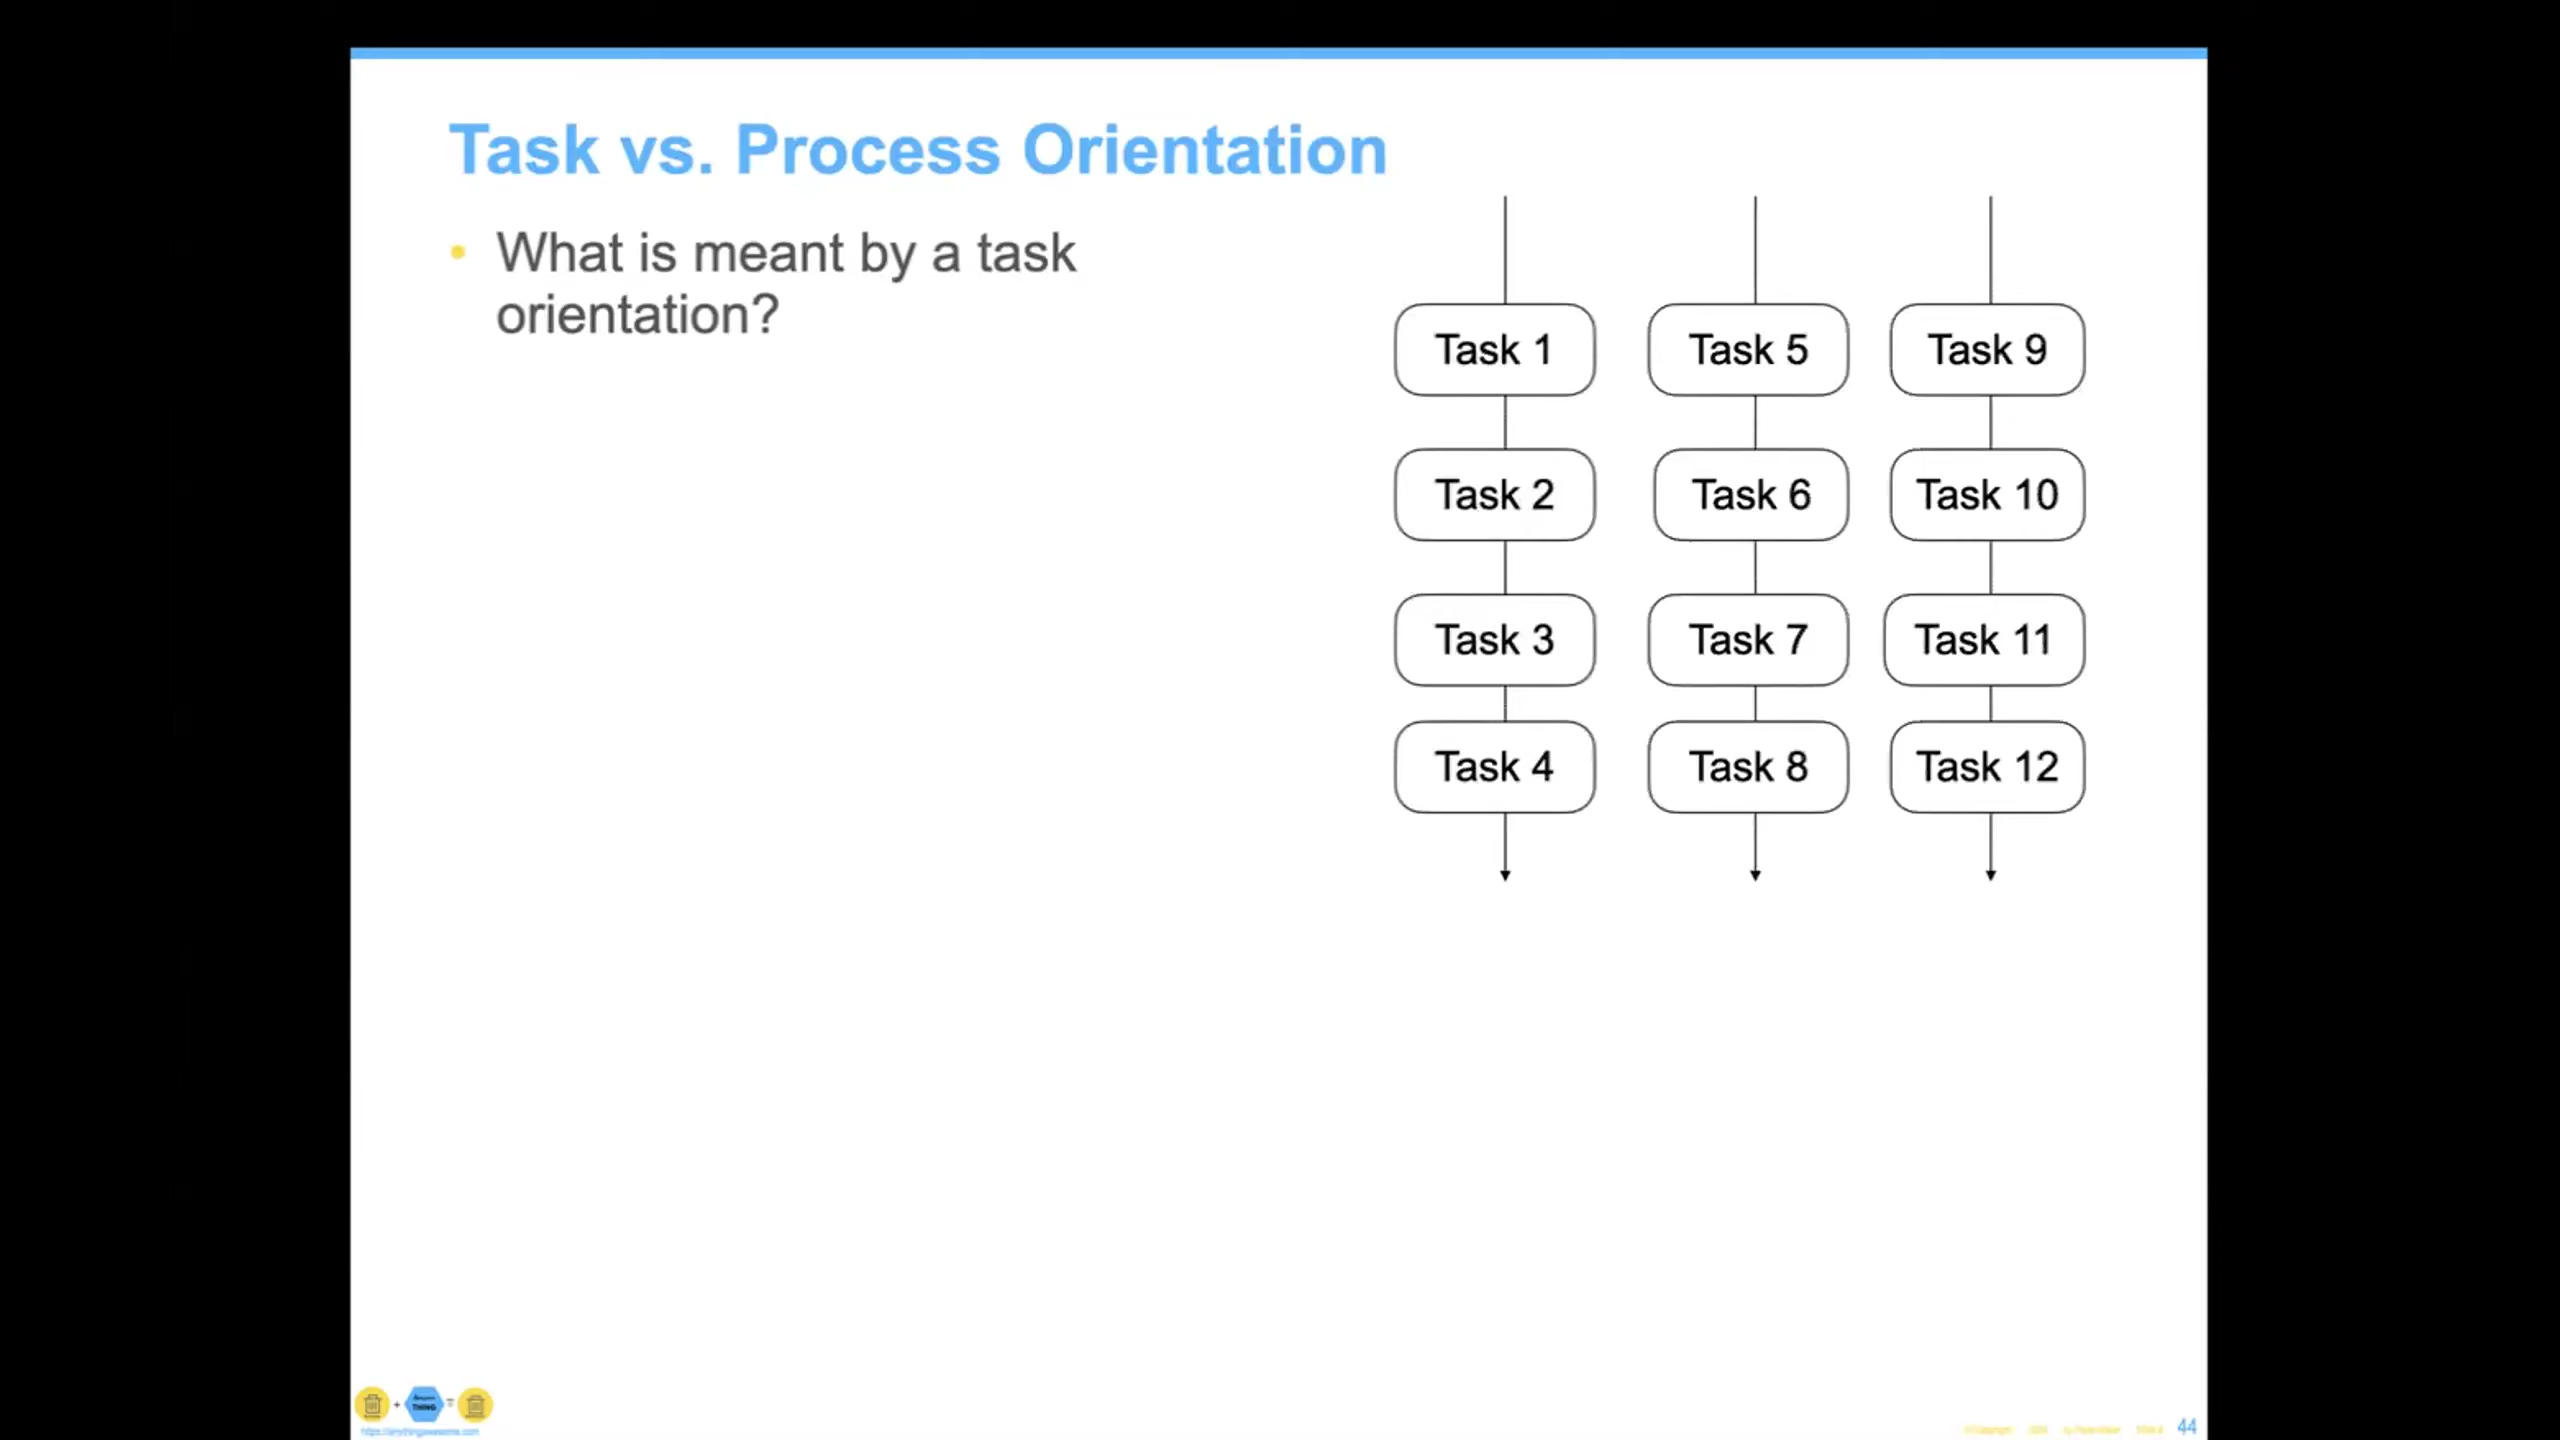 Task vs. Process Orientation
• What is meant by a task
orientation?
Task 1
Task 5
Task 9
Task 2
Task 6
Task 10
Task 3
Task 7
Task 11
Task 4
Task 8
Task 12
THING
44